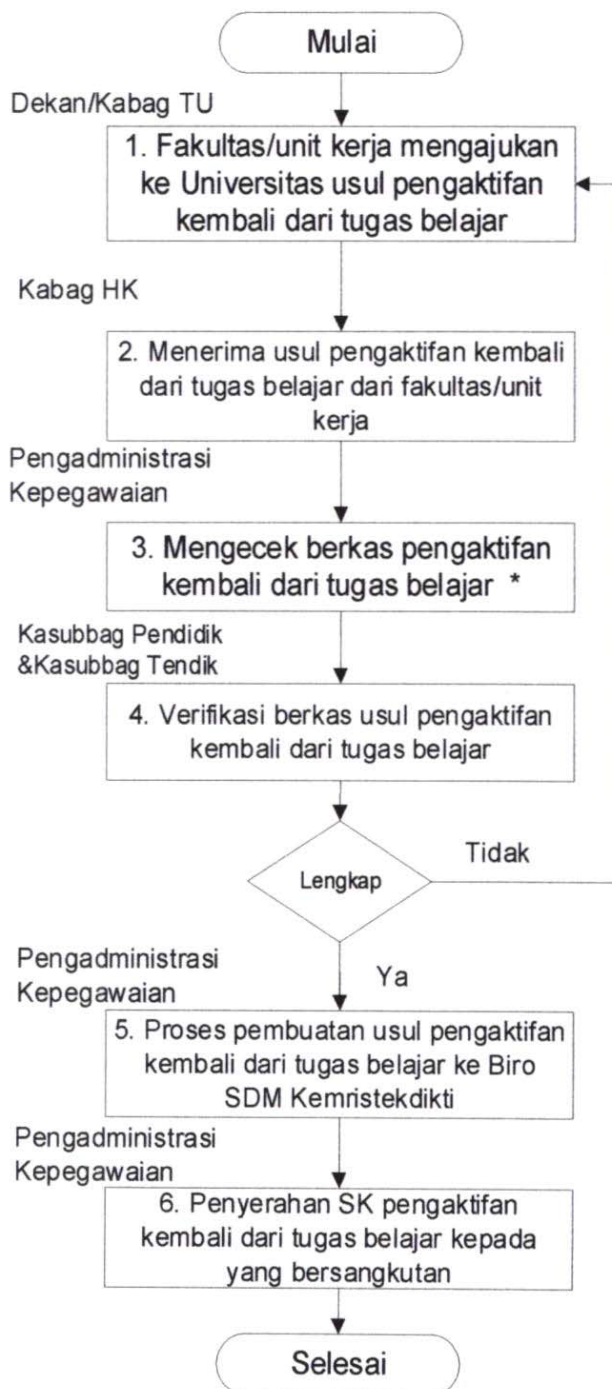 Mulai
Dekan/Kabag TU
1. Fakultas/unit kerja mengajukan
ke Universitas usul pengaktifan
kembali dari tugas belajar
Kabag HK
2. Menerima usul pengaktifan kembali
dari tugas belajar dari fakultas/unit
kerja
Pengadministrasi
Kepegawaian
3. Mengecek berkas pengaktifan
kembali dari tugas belajar *
Kasubbag Pendidik
&Kasubbag Tendik
4. Verifikasi berkas usul pengaktifan
kembali dari tugas belajar
Lengkap
Tidak
Ya
Pengadministrasi
Kepegawaian
5. Proses pembuatan usul pengaktifan
kembali dari tugas belajar ke Biro
SDM Kemristekdikti
Pengadministrasi
Kepegawaian
6. Penyerahan SK pengaktifan
kembali dari tugas belajar kepada
yang bersangkutan
Selesai